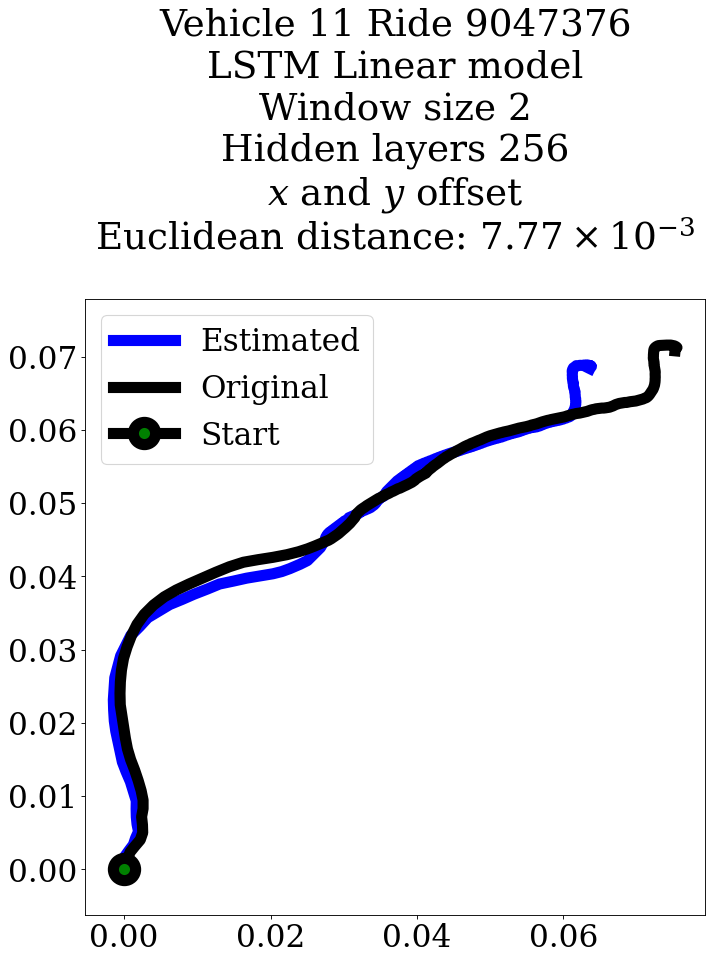 Vehicle 11 Ride 9047376
LSTM Linear model
Window size 2
Hidden layers 256
x and y offset
Euclidean distance: 7.77 × 10⁻³
Estimated
Original
Start
0.07
0.06
0.05
0.04
0.03
0.02
0.01
0.00
0.00 0.02 0.04 0.06